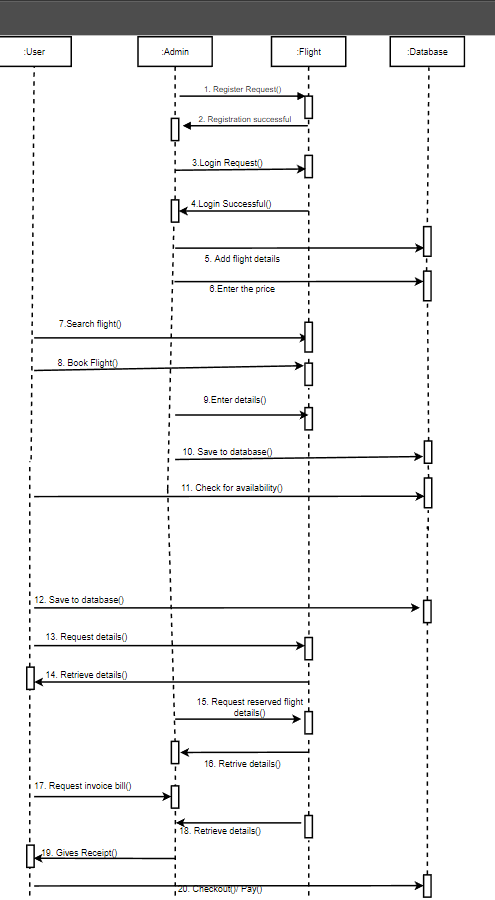 :User :Admin :Flight :Database
1. Register Request()
2. Registration successful
3.Login Request()
4.Login Successful()
5. Add flight details
6.Enter the price
7.Search flight()
8. Book Flight()
9.Enter details()
10. Save to database()
11. Check for availability()
12. Save to database()
13. Request details()
14. Retrieve details()
15. Request reserved flight
details()
16. Retrive details()
17. Request invoice bill()
18. Retrieve details()
19. Gives Receipt()
20. Checkout()/ Pay()